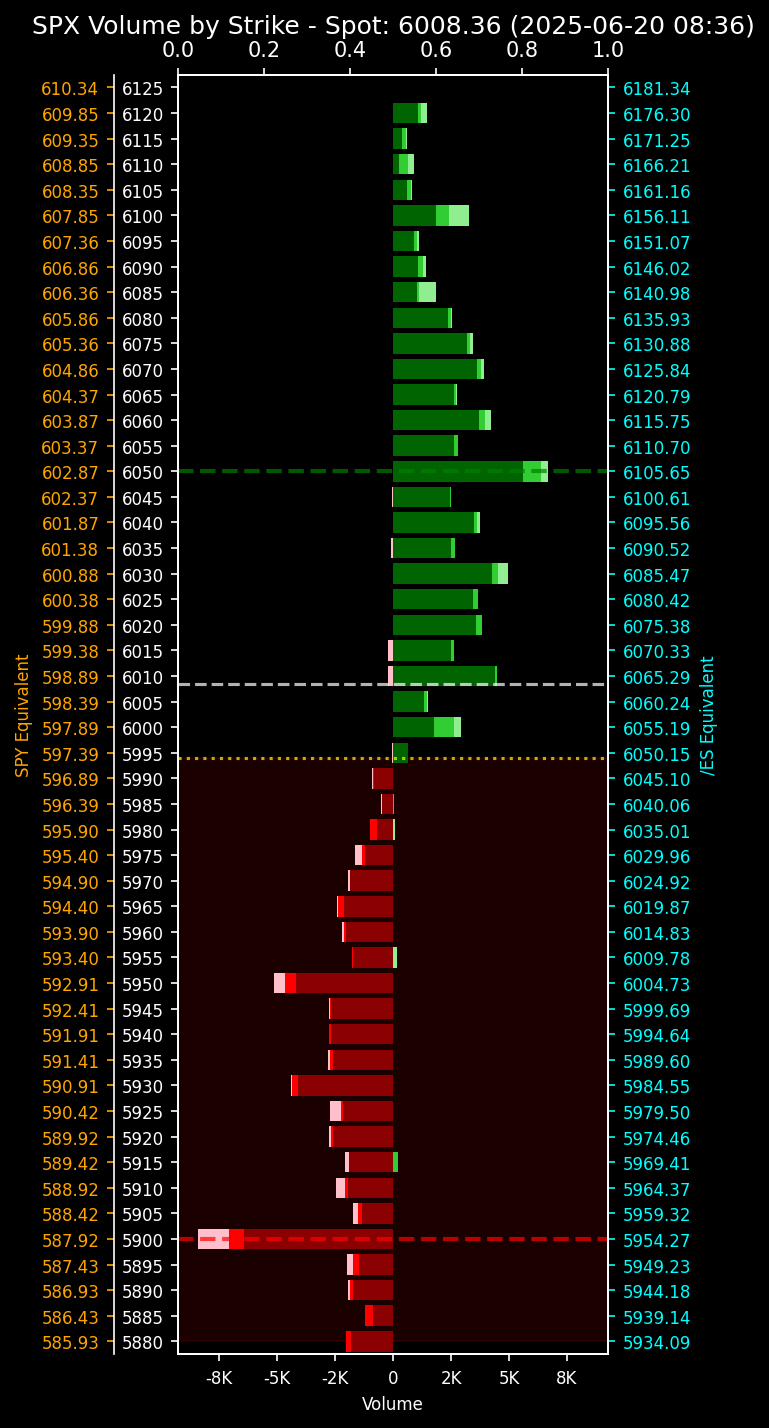 SPX Volume by Strike - Spot: 6008.36 (2025-06-20 08:36)
0.0 0.2 0.4 0.6 0.8 1.0
610.34 6125 6181.34
609.85 6120 6176.30
609.35 6115 6171.25
608.85 6110 6166.21
608.35 6105 6161.16
607.85 6100 6156.11
607.36 6095 6151.07
606.86 6090 6146.02
606.36 6085 6140.98
605.86 6080 6135.93
605.36 6075 6130.88
604.86 6070 6125.84
604.37 6065 6120.79
603.87 6060 6115.75
603.37 6055 6110.70
602.87 6050 6105.65
602.37 6045 6100.61
601.87 6040 6095.56
601.38 6035 6090.52
600.88 6030 6085.47
600.38 6025 6080.42
599.88 6020 6075.38
599.38 6015 6070.33
598.89 6010 6065.29
598.39 6005 6060.24
597.89 6000 6055.19
597.39 5995 6050.15
596.89 5990 6045.10
596.39 5985 6040.06
595.90 5980 6035.01
595.40 5975 6029.96
594.90 5970 6024.92
594.40 5965 6019.87
593.90 5960 6014.83
593.40 5955 6009.78
592.91 5950 6004.73
592.41 5945 5999.69
591.91 5940 5994.64
591.41 5935 5989.60
590.91 5930 5984.55
590.42 5925 5979.50
589.92 5920 5974.46
589.42 5915 5969.41
588.92 5910 5964.37
588.42 5905 5959.32
587.92 5900 5954.27
587.43 5895 5949.23
586.93 5890 5944.18
586.43 5885 5939.14
585.93 5880 5934.09
SPY Equivalent
/ES Equivalent
-8K -5K -2K 0 2K 5K 8K
Volume